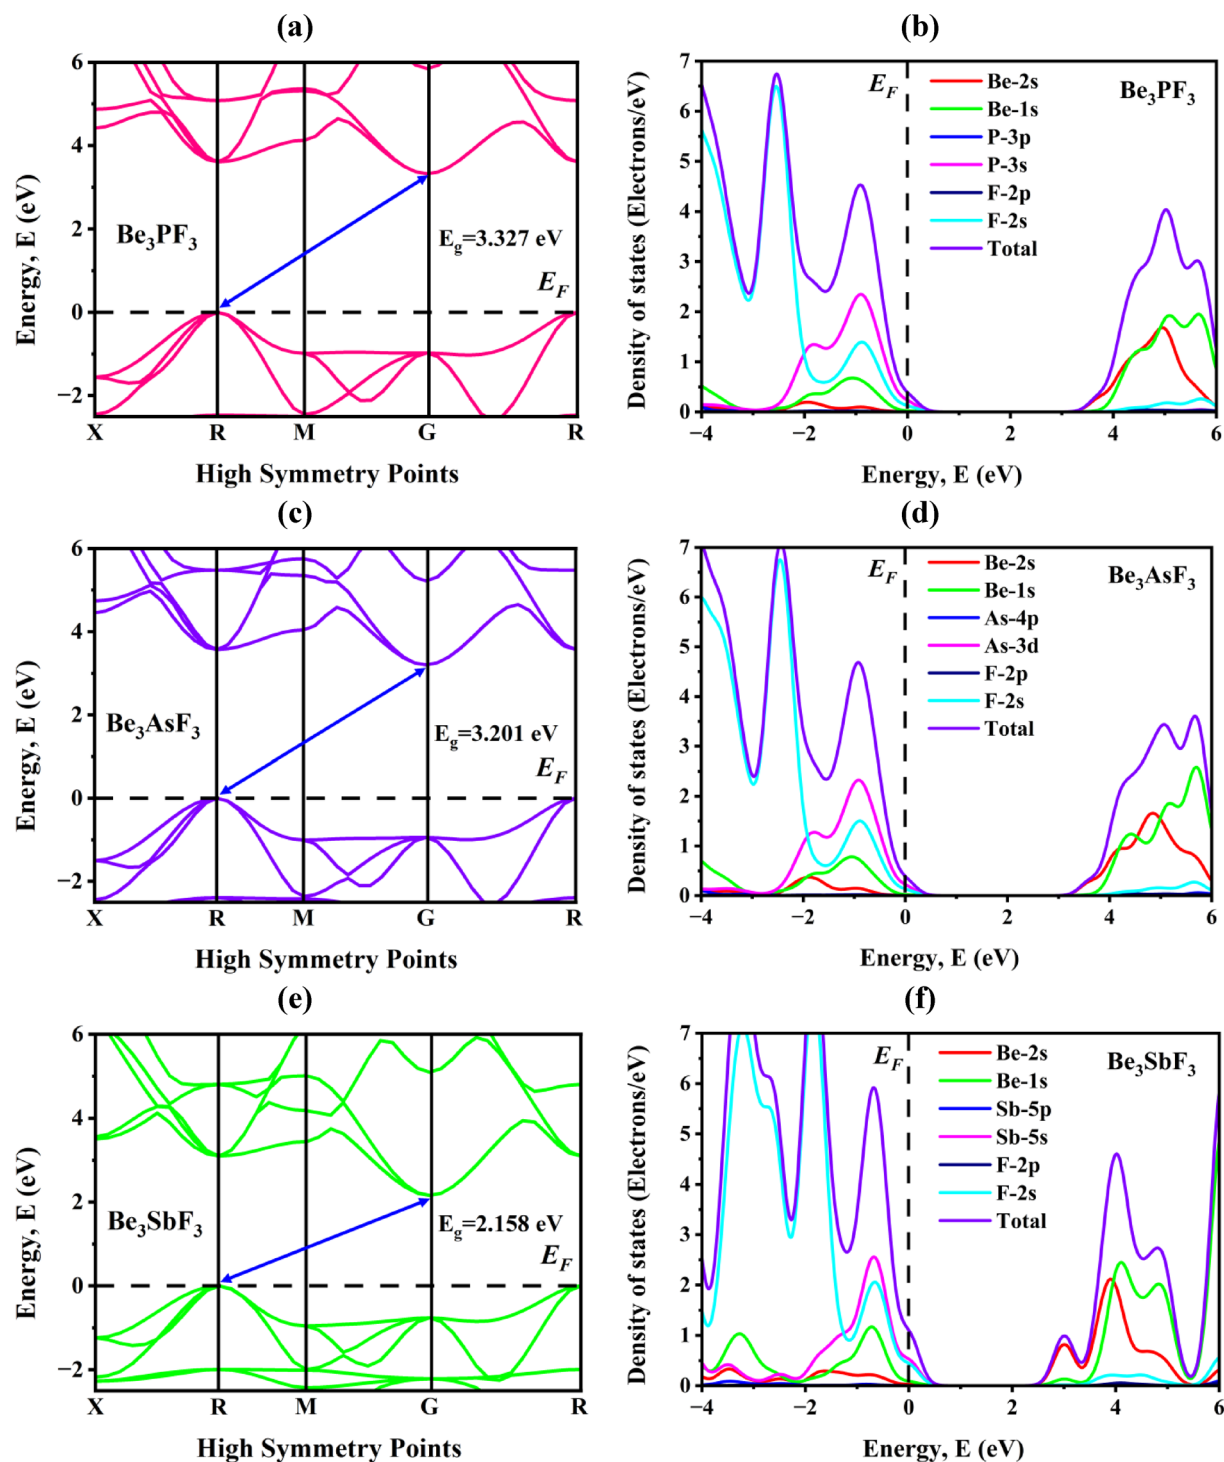 (a)
6
4
2
0
−2
Energy, E (eV)
Be3PF3
Eg=3.327 eV
EF
X R M G R
High Symmetry Points
(b)
7
6
5
4
3
2
1
0
Density of states (Electrons/eV)
EF
Be-2s
Be-1s
P-3p
P-3s
F-2p
F-2s
Total
Be3PF3
−4 −2 0 2 4 6
Energy, E (eV)
(c)
6
4
2
0
−2
Energy, E (eV)
Be3AsF3
Eg=3.201 eV
EF
X R M G R
High Symmetry Points
(d)
7
6
5
4
3
2
1
0
Density of states (Electrons/eV)
EF
Be-2s
Be-1s
As-4p
As-3d
F-2p
F-2s
Total
Be3AsF3
−4 −2 0 2 4 6
Energy, E (eV)
(e)
6
4
2
0
−2
Energy, E (eV)
Be3SbF3
Eg=2.158 eV
EF
X R M G R
High Symmetry Points
(f)
7
6
5
4
3
2
1
0
Density of states (Electrons/eV)
EF
Be-2s
Be-1s
Sb-5p
Sb-5s
F-2p
F-2s
Total
Be3SbF3
−4 −2 0 2 4 6
Energy, E (eV)